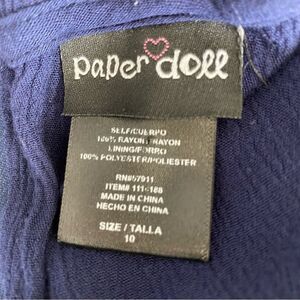 paper doll
SELF/CUERPO
100% RAYON/RAYON
LINING/FORRO
100% POLYESTER/POLIESTER
RN#57911
ITEM# 111-188
MADE IN CHINA
HECHO EN CHINA
SIZE / TALLA
10